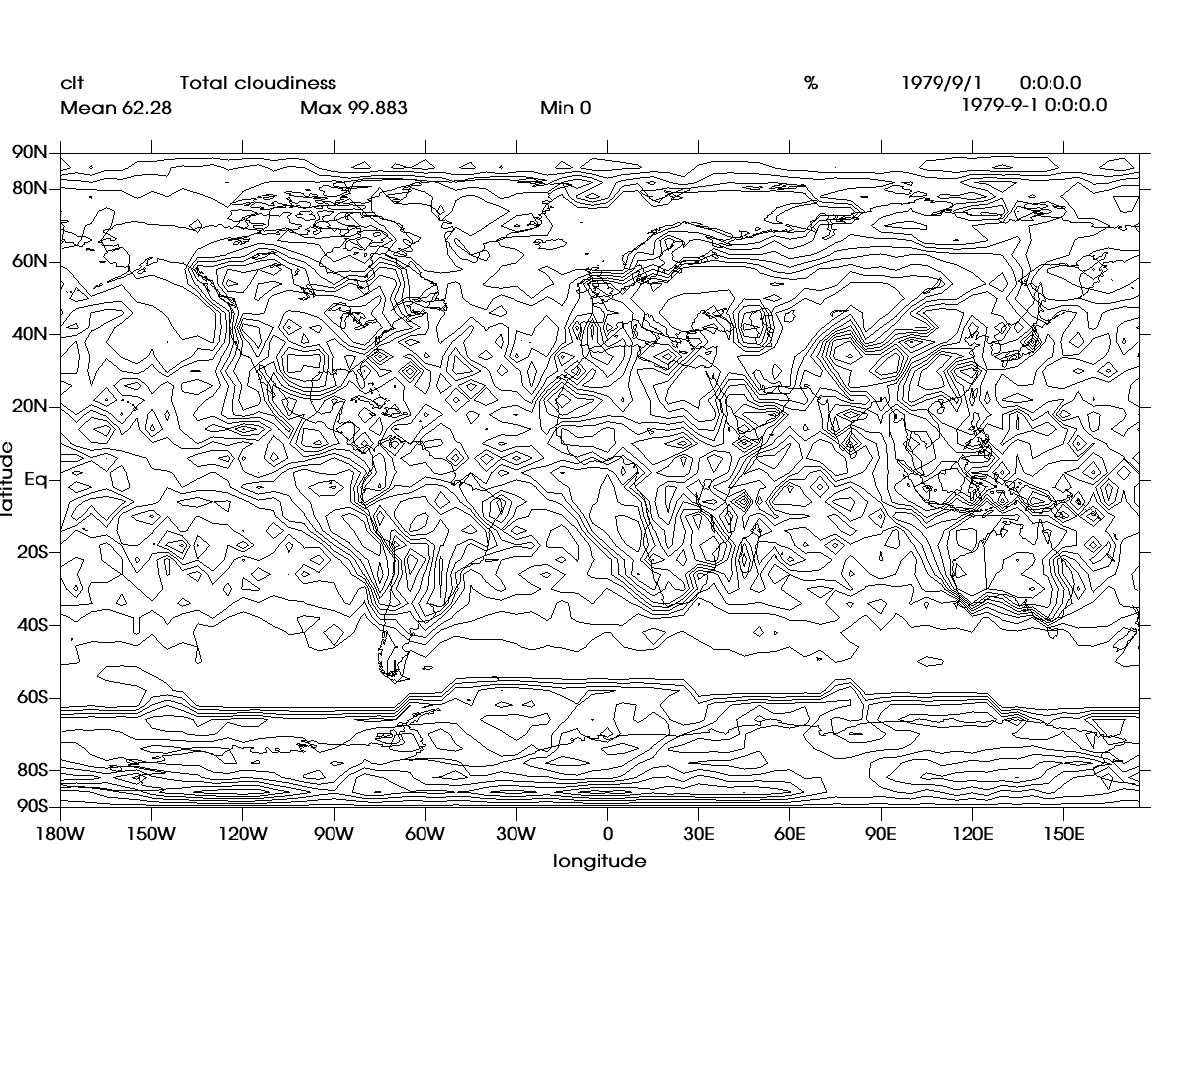 clt Total cloudiness % 1979/9/1 0:0:0.0
Mean 62.28 Max 99.883 Min 0 1979-9-1 0:0:0.0
90N
80N
60N
40N
20N
Eq
20S
40S
60S
80S
90S
latitude
180W 150W 120W 90W 60W 30W 0 30E 60E 90E 120E 150E
longitude